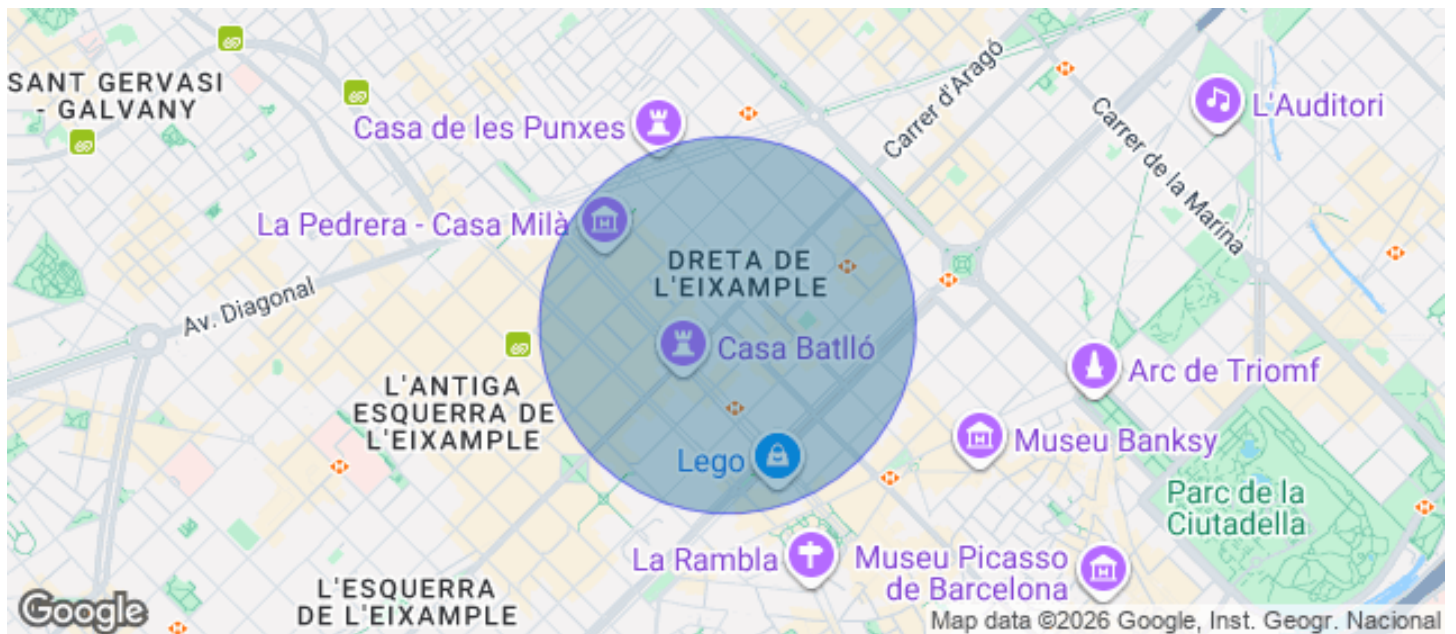 SANT GERVASI
- GALVANY
Casa de les Punxes
Carrer d'Aragó
L'Auditori
Carrer de la Marina
La Pedrera - Casa Milà
DRETA DE
L'EIXAMPLE
Av. Diagonal
Casa Batlló
Arc de Triomf
L'ANTIGA
ESQUERRA DE
L'EIXAMPLE
Museu Banksy
Lego
Parc de la
Ciutadella
La Rambla
Museu Picasso
de Barcelona
L'ESQUERRA
DE L'EIXAMPLE
Google
Map data ©2026 Google, Inst. Geogr. Nacional